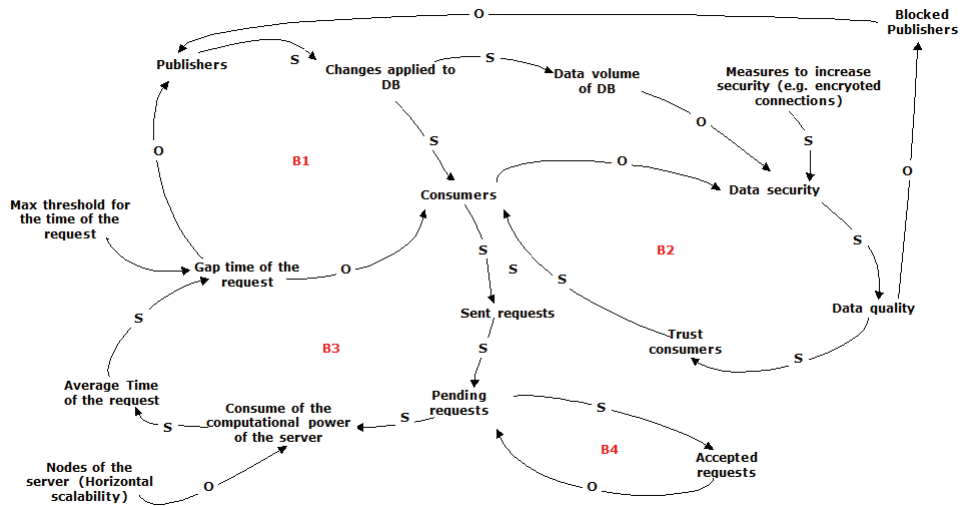 Blocked
Publishers
O
Publishers
S
Changes applied to
DB
S
Data volume
of DB
Measures to increase
security (e.g. encryoted
connections)
O
S
S
O
B1
O
O
Consumers
Data security
Max threshold for
the time of the
request
S
S
B2
Gap time of the
request
O
S
S
Sent requests
Data quality
S
B3
S
Trust
consumers
S
Average Time
of the request
Pending
requests
S
Consume of the
computational power
of the server
S
S
B4
Accepted
requests
Nodes of the
server (Horizontal
scalability)
O
O